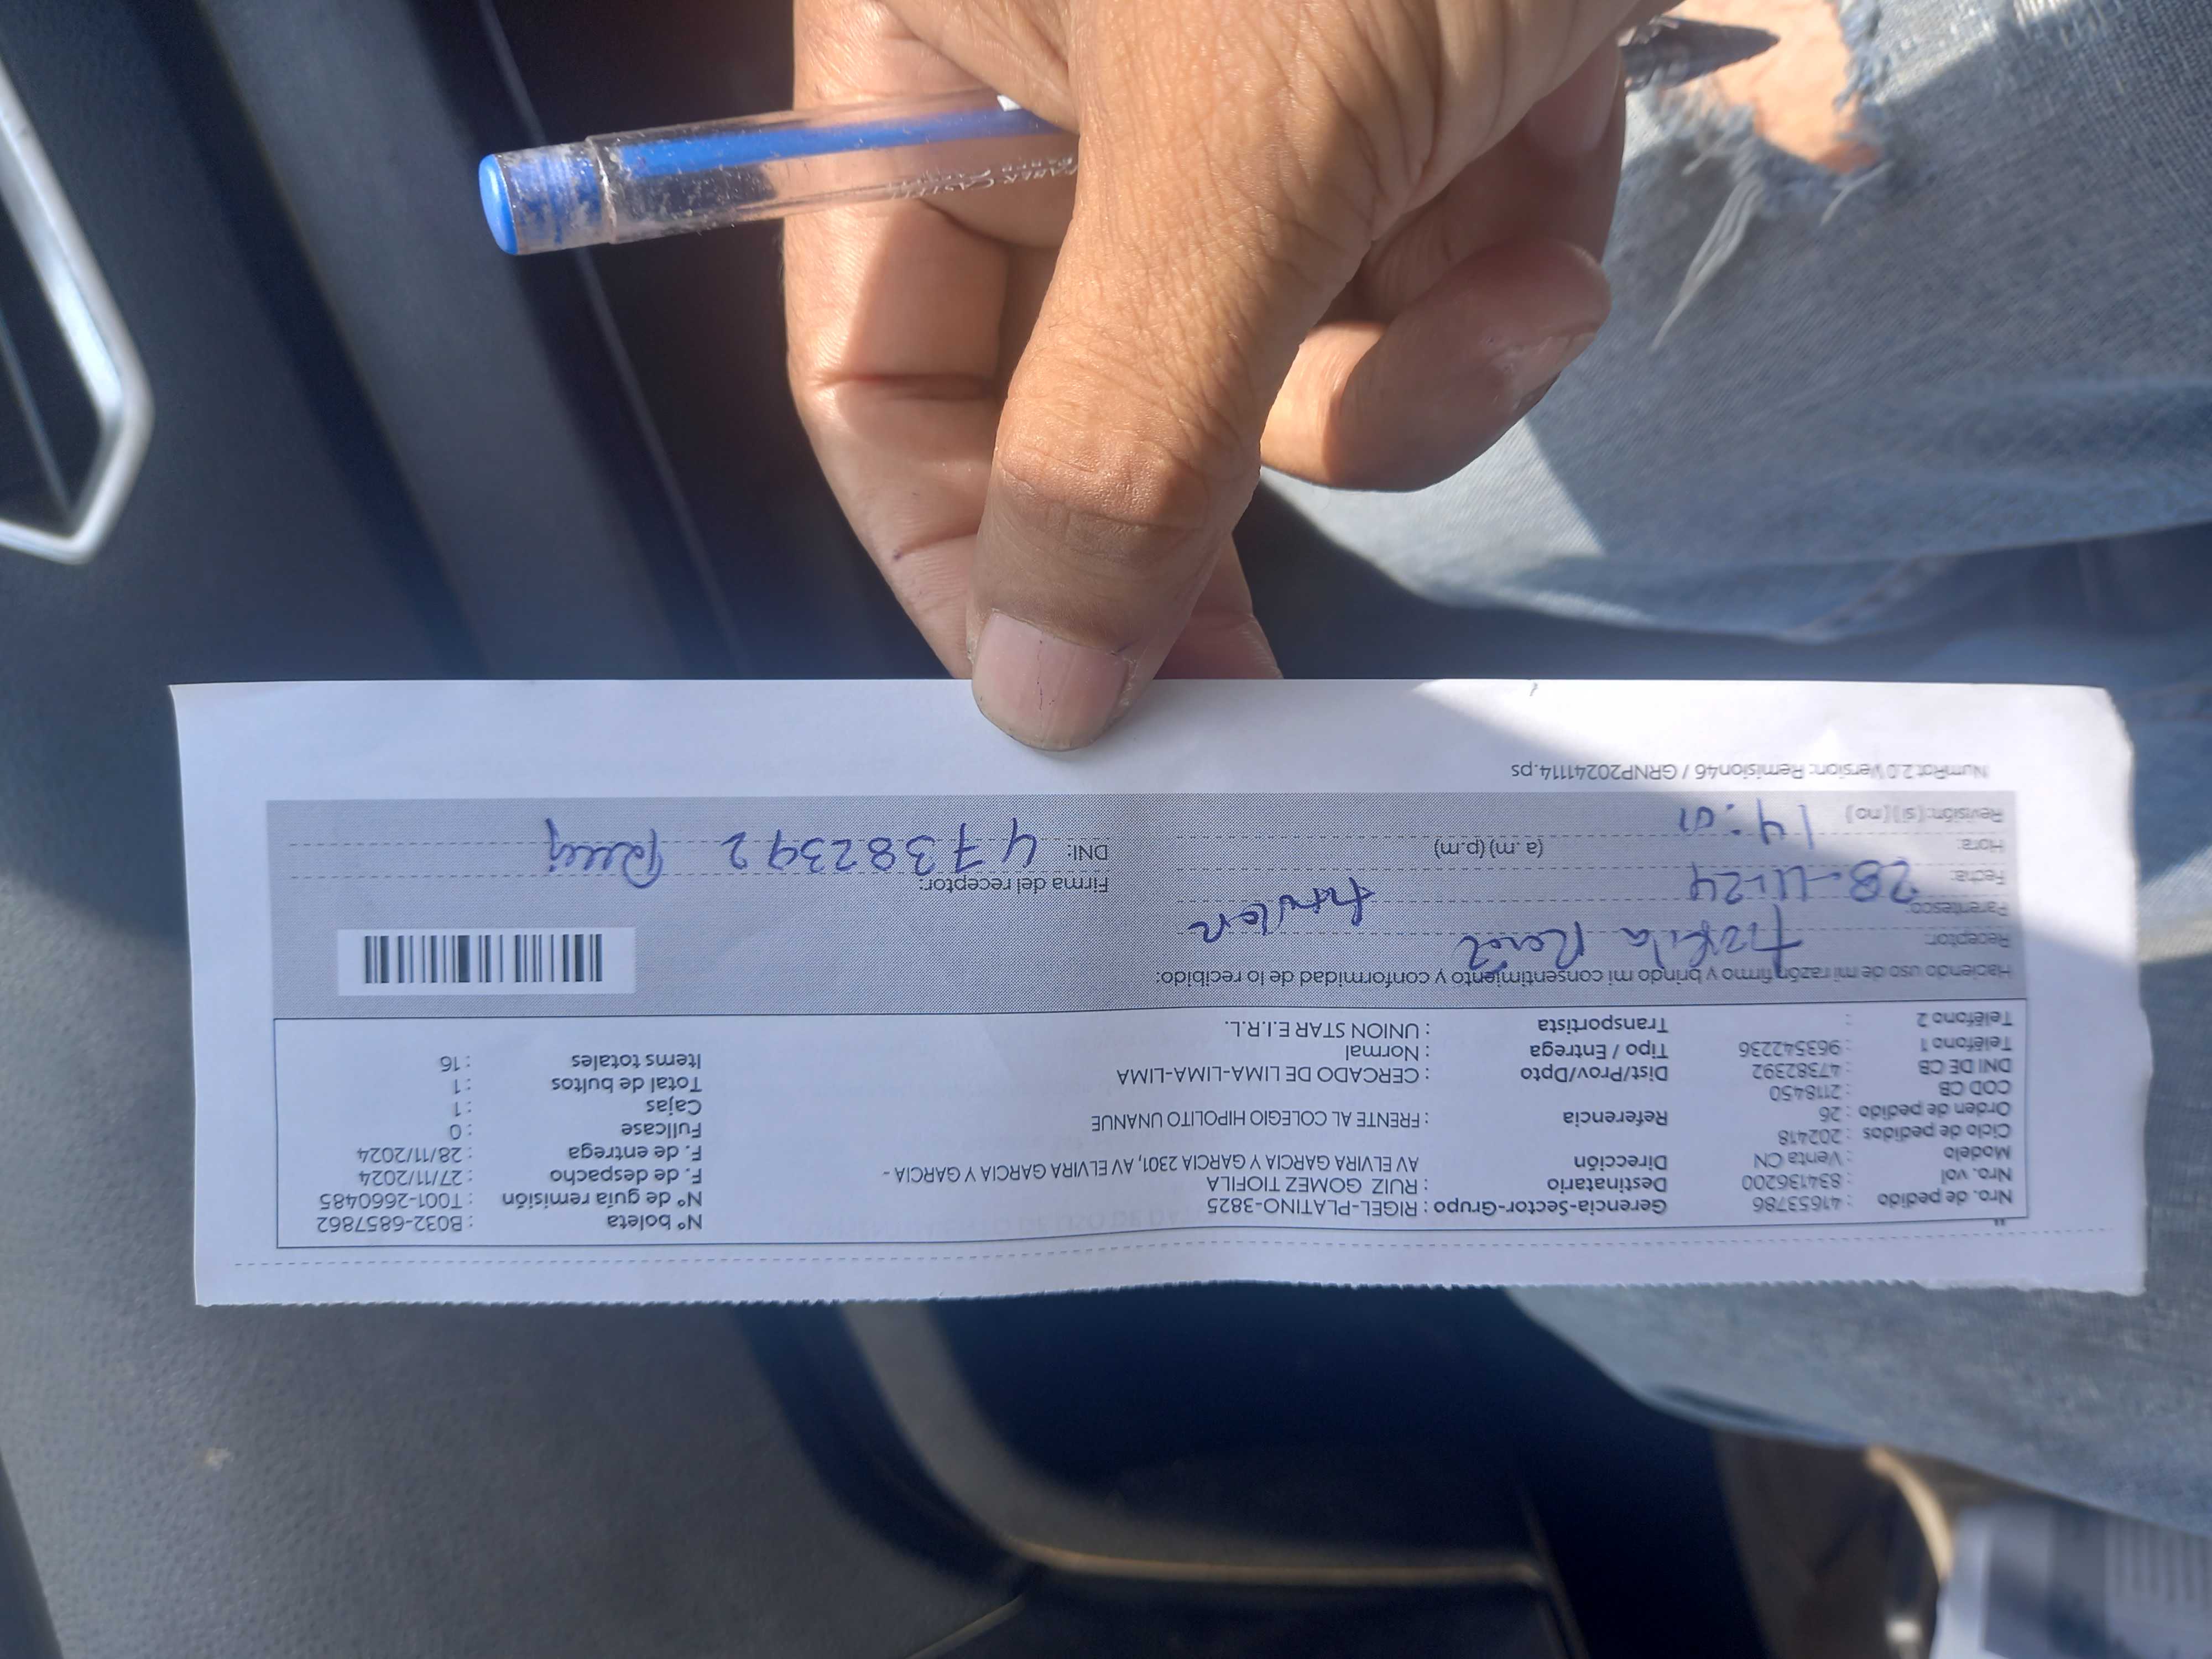 Nro. de pedido : 41653786 Gerencia-Sector-Grupo : RIGEL-PLATINO-3825 N° boleta : B032-6857862
Nro. vol : 834136200 Destinatario : RUIZ GOMEZ TIOFILA N° de guía remisión : T001-2660485
Modelo : Venta CN Dirección AV ELVIRA GARCIA Y GARCIA 2301, AV ELVIRA GARCIA Y GARCIA - F. de despacho : 27/11/2024
Ciclo de pedidos : 202418 F. de entrega : 28/11/2024
Orden de pedido : 26 Referencia : FRENTE AL COLEGIO HIPOLITO UNANUE Fullcase : 0
COD CB : 2118450 Cajas : 1
DNI DE CB : 47382392 Dist/Prov/Dpto : CERCADO DE LIMA-LIMA-LIMA Total de bultos : 1
Teléfono 1 : 963542236 Tipo / Entrega : Normal Items totales : 16
Teléfono 2 : Transportista : UNION STAR E.I.R.L.
Haciendo uso de mi razón firmo y brindo mi consentimiento y conformidad de lo recibido:
Receptor: Tiofila
Parentesco: titular
Fecha: 28-11-24 Firma del receptor:
Hora: 14:01 (a. m) (p.m) DNI: 47382392
Revisión: (si) (no)
NumRot 2.0 Version: Remision46 / GRNP20241114.ps